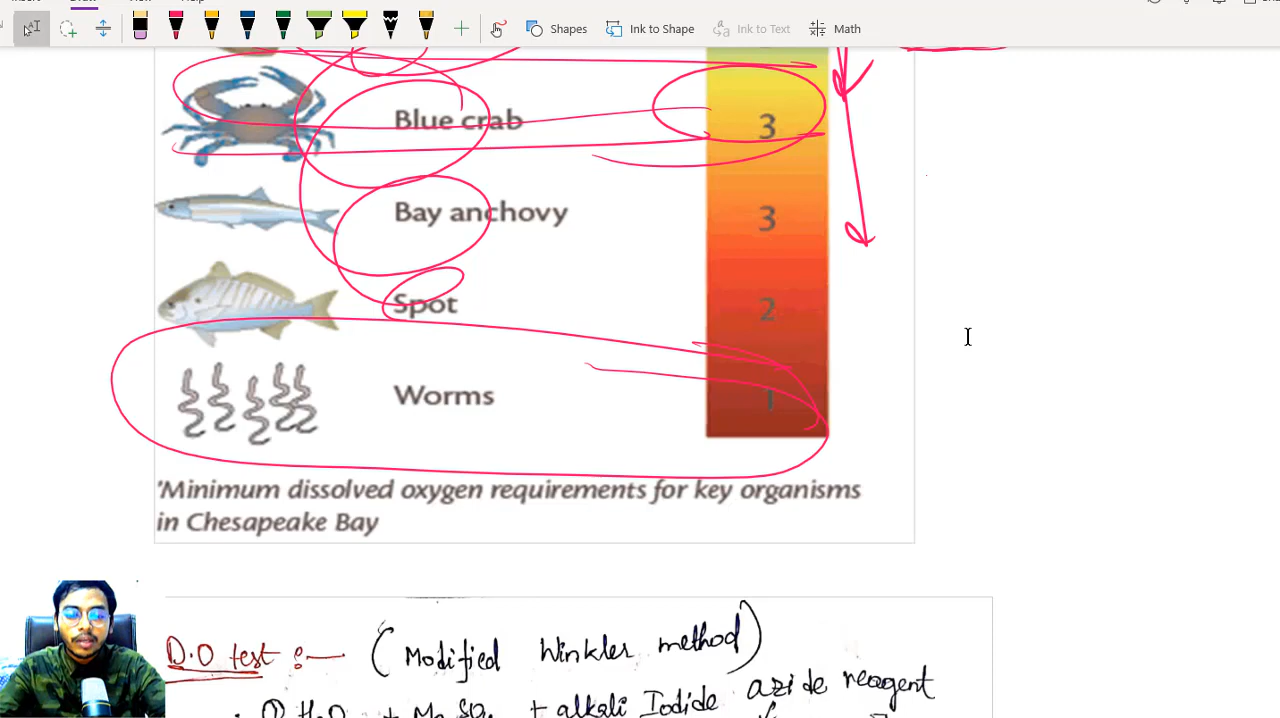 Ink to Shape
Shapes
Ink to Text
Math
Blue crab 3
Bay anchovy 3
Spot 2
Worms 1
'Minimum dissolved oxygen requirements for key organisms
in Chesapeake Bay
D.O test :— (Modified Winkler method)
+ alkali Iodide azide reagent